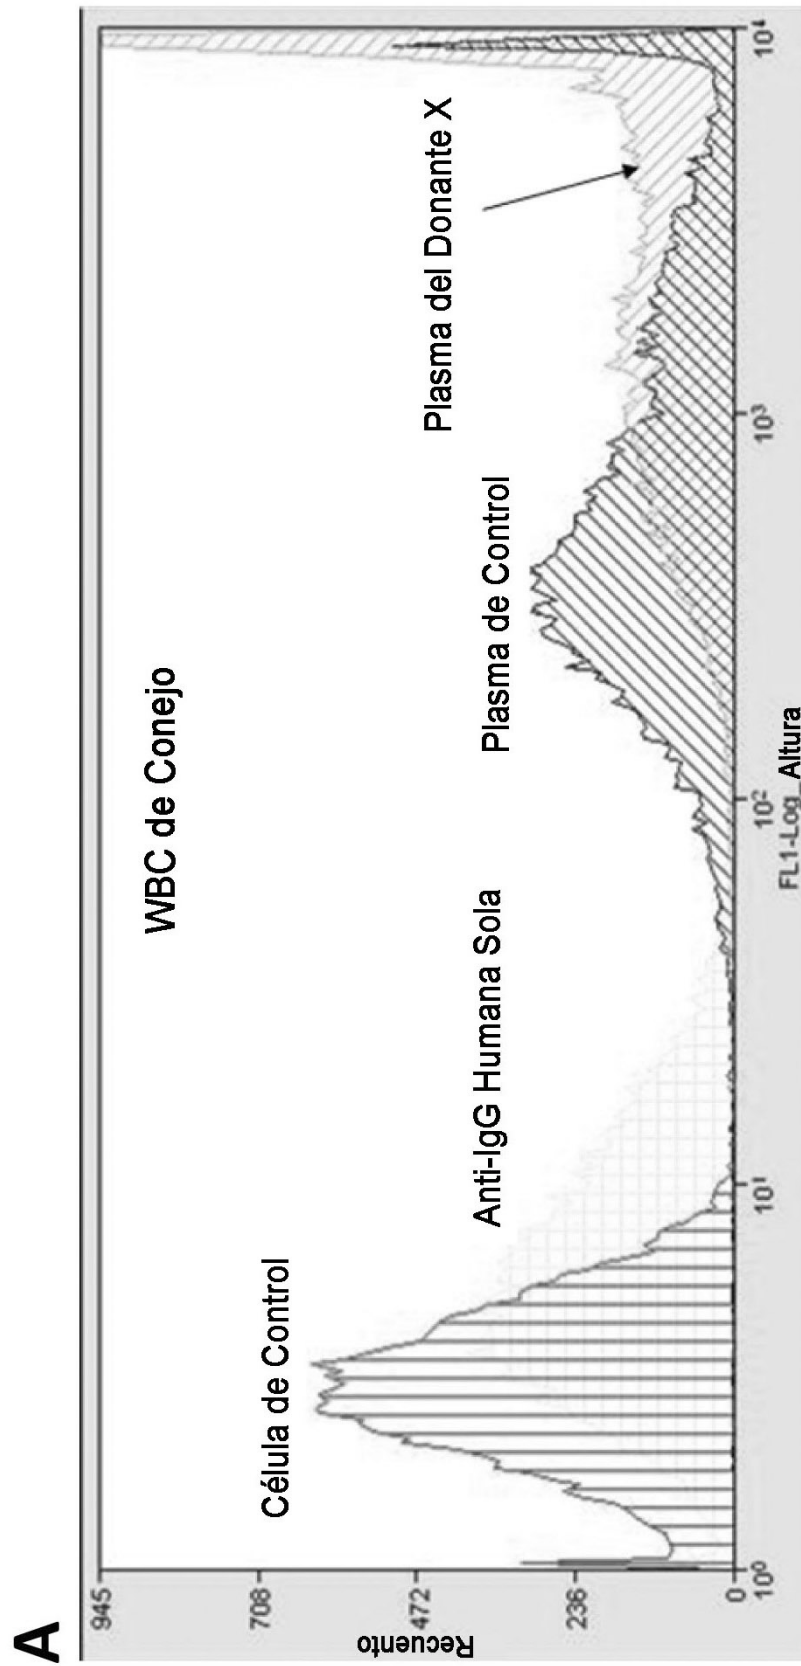 A
WBC de Conejo
Célula de Control
Anti-IgG Humana Sola
Plasma de Control
Plasma del Donante X
Recuento
945
708
472
236
0
10⁰
10¹
10²
10³
10⁴
FL1-Log_Altura